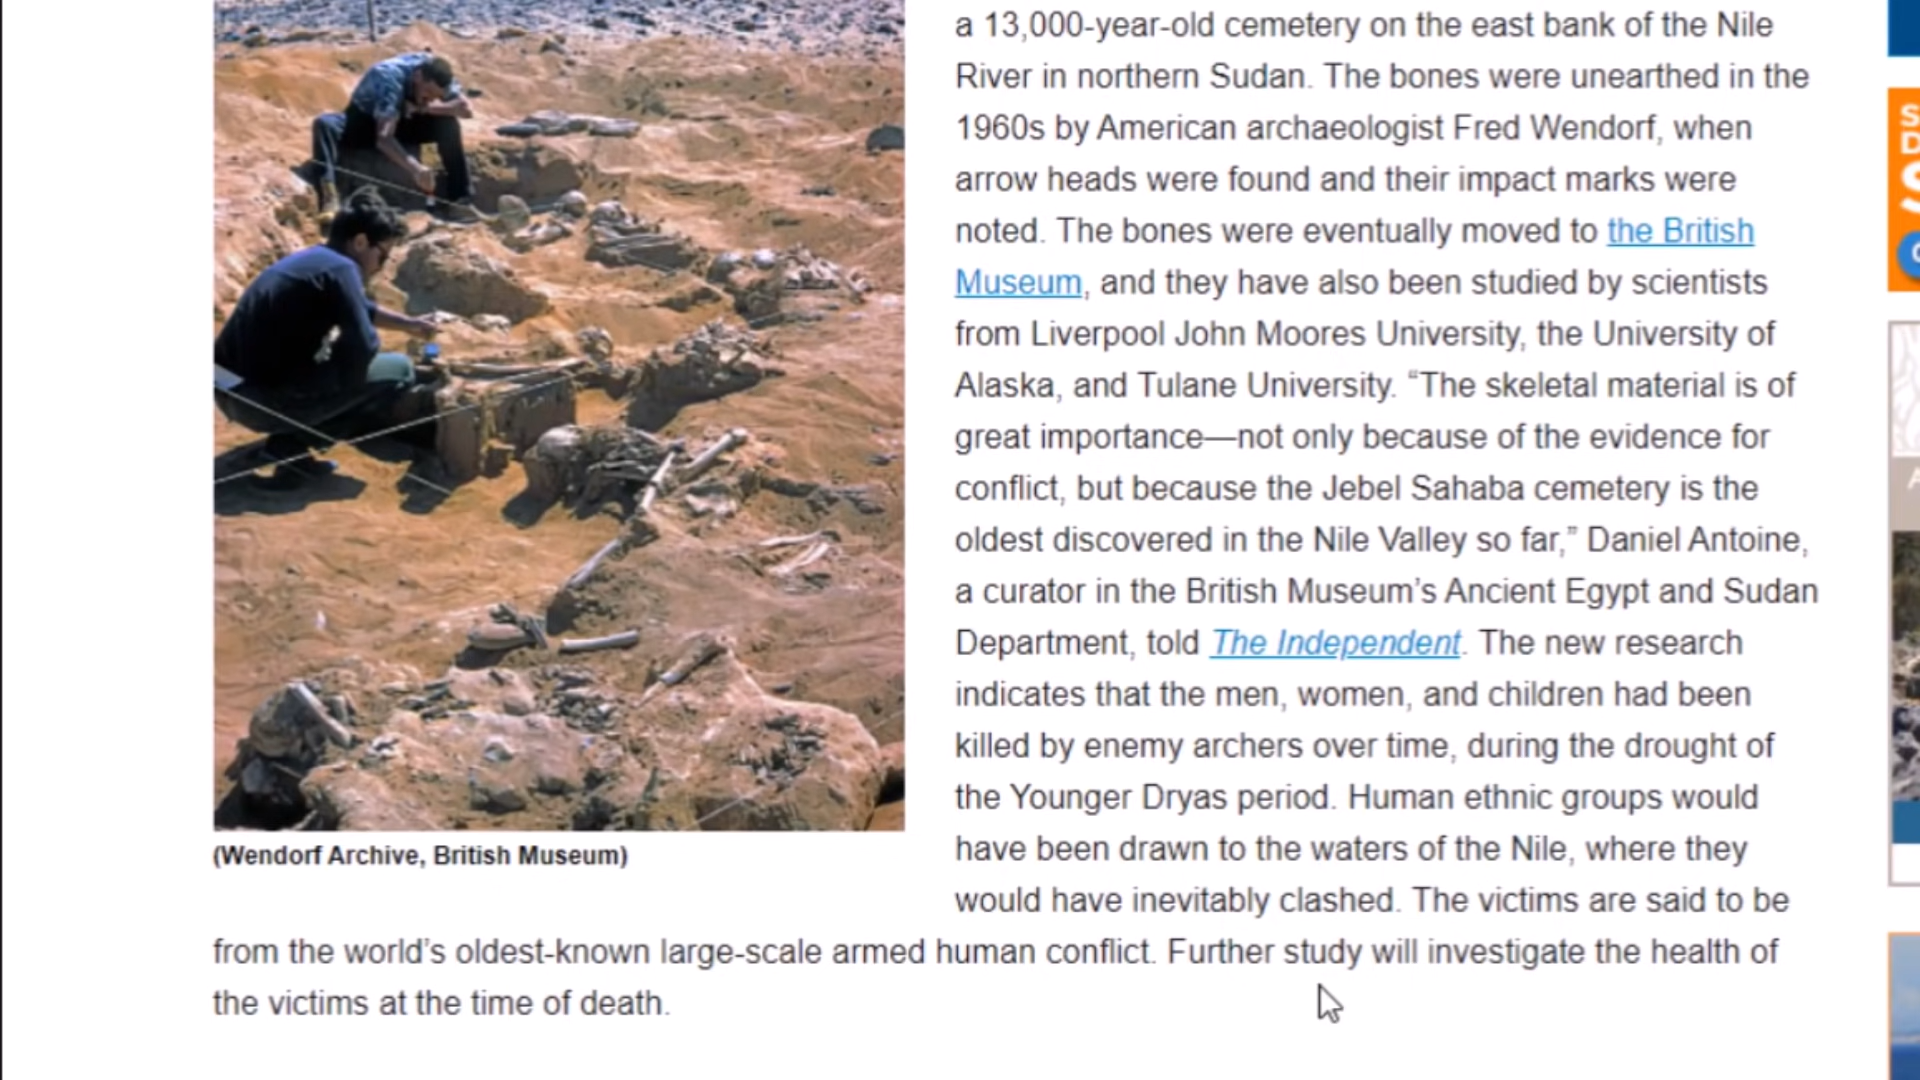 a 13,000-year-old cemetery on the east bank of the Nile
River in northern Sudan. The bones were unearthed in the
1960s by American archaeologist Fred Wendorf, when
arrow heads were found and their impact marks were
noted. The bones were eventually moved to the British
Museum, and they have also been studied by scientists
from Liverpool John Moores University, the University of
Alaska, and Tulane University. “The skeletal material is of
great importance—not only because of the evidence for
conflict, but because the Jebel Sahaba cemetery is the
oldest discovered in the Nile Valley so far,” Daniel Antoine,
a curator in the British Museum’s Ancient Egypt and Sudan
Department, told The Independent. The new research
indicates that the men, women, and children had been
killed by enemy archers over time, during the drought of
the Younger Dryas period. Human ethnic groups would
have been drawn to the waters of the Nile, where they
would have inevitably clashed. The victims are said to be
from the world’s oldest-known large-scale armed human conflict. Further study will investigate the health of
the victims at the time of death.
(Wendorf Archive, British Museum)